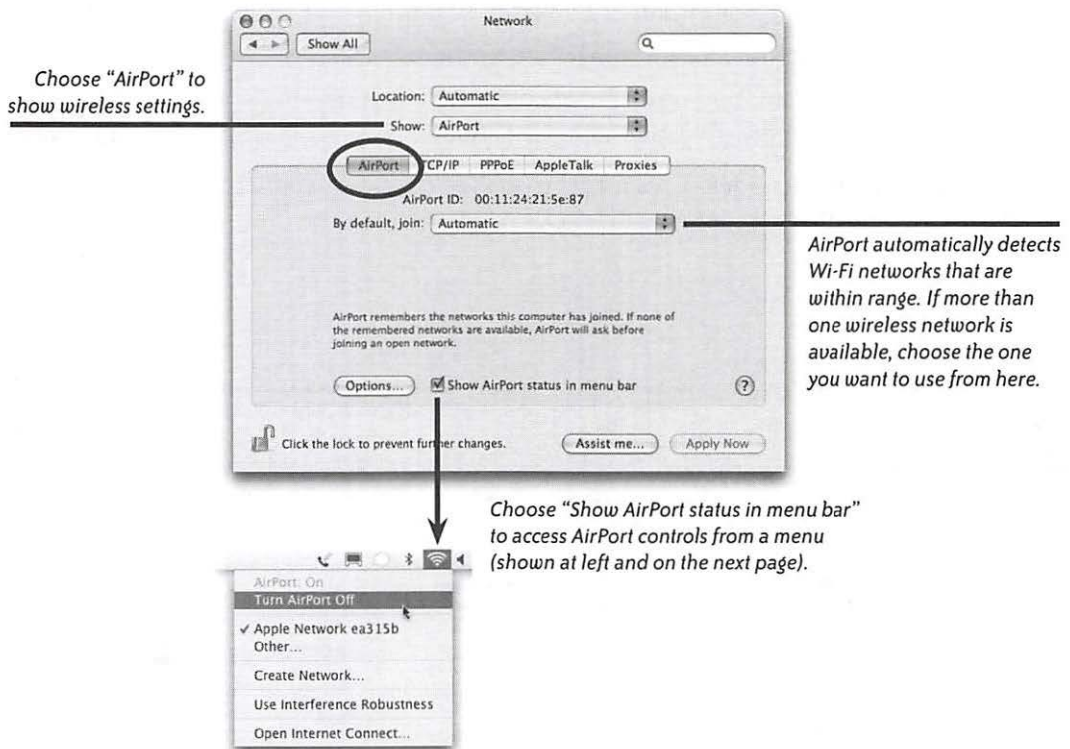 Network
Show All
Choose "AirPort" to
show wireless settings.
Location: Automatic
Show: AirPort
AirPort TCP/IP PPPoE AppleTalk Proxies
AirPort ID: 00:11:24:21:5e:87
By default, join: Automatic
AirPort automatically detects
Wi-Fi networks that are
within range. If more than
one wireless network is
available, choose the one
you want to use from here.
AirPort remembers the networks this computer has joined. If none of
the remembered networks are available, AirPort will ask before
joining an open network.
Options... Show AirPort status in menu bar ?
Click the lock to prevent further changes. Assist me... Apply Now
Choose "Show AirPort status in menu bar"
to access AirPort controls from a menu
(shown at left and on the next page).
AirPort: On
Turn AirPort Off
✓ Apple Network ea315b
Other...
Create Network...
Use Interference Robustness
Open Internet Connect...